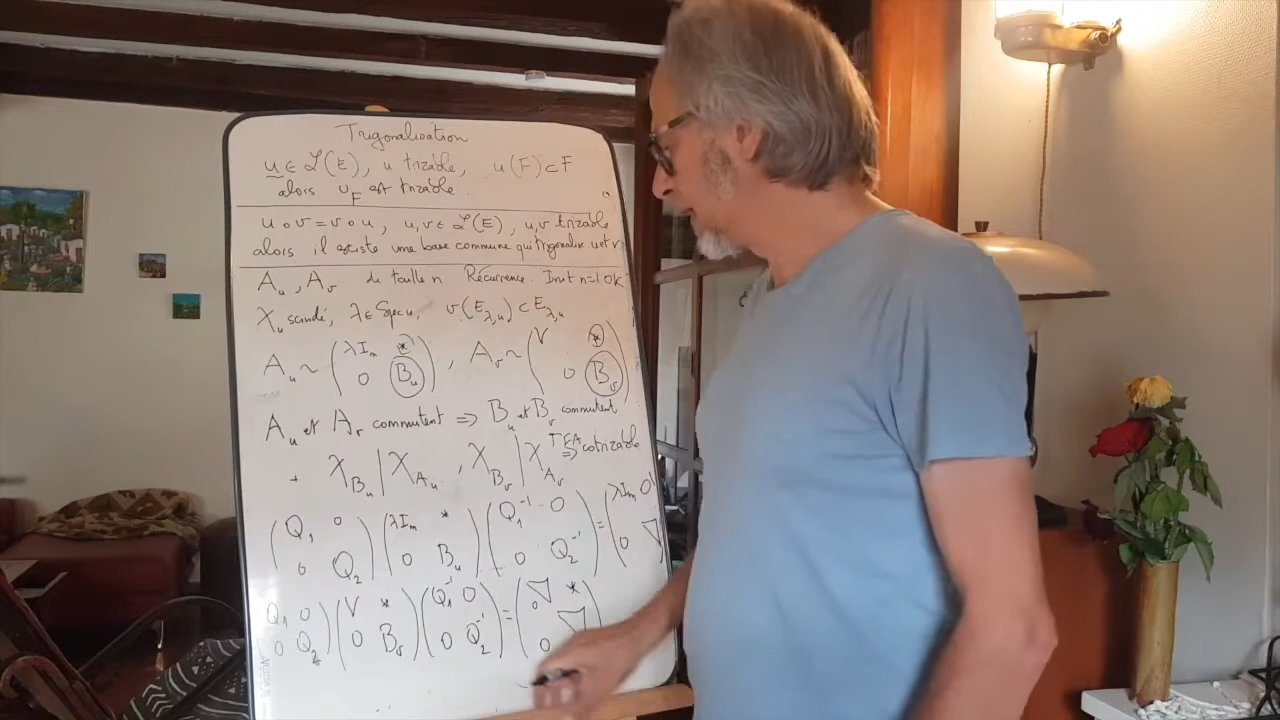 Trigonalisation
u ∈ ℒ(E), u trizable, u(F) ⊂ F
alors u_F est trizable.
u o v = v o u, u, v ∈ ℒ(E), u, v trizable
alors il existe une base commune qui trigonalise u et v
A_u, A_v de taille n Récurrence. Init n=1 ok
χ_u scindé, λ ∈ Spec u, v(E_λ,u) ⊂ E_λ,u
A_u ~ (λI_m * ; 0 B_u), A_v ~ (V * ; 0 B_v)
A_u et A_v commutent ⇒ B_u et B_v commutent
+ χ_B_u | χ_A_u, χ_B_v | χ_A_v ⇒ cotrizable
(Q_1 0 ; 0 Q_2) (λI_m * ; 0 B_u) (Q_1^-1 0 ; 0 Q_2^-1) = (λI_m 0 ; 0 ▽)
(Q_1 0 ; 0 Q_2) (V * ; 0 B_v) (Q_1^-1 0 ; 0 Q_2^-1) = (▽ * ; 0 ▽)